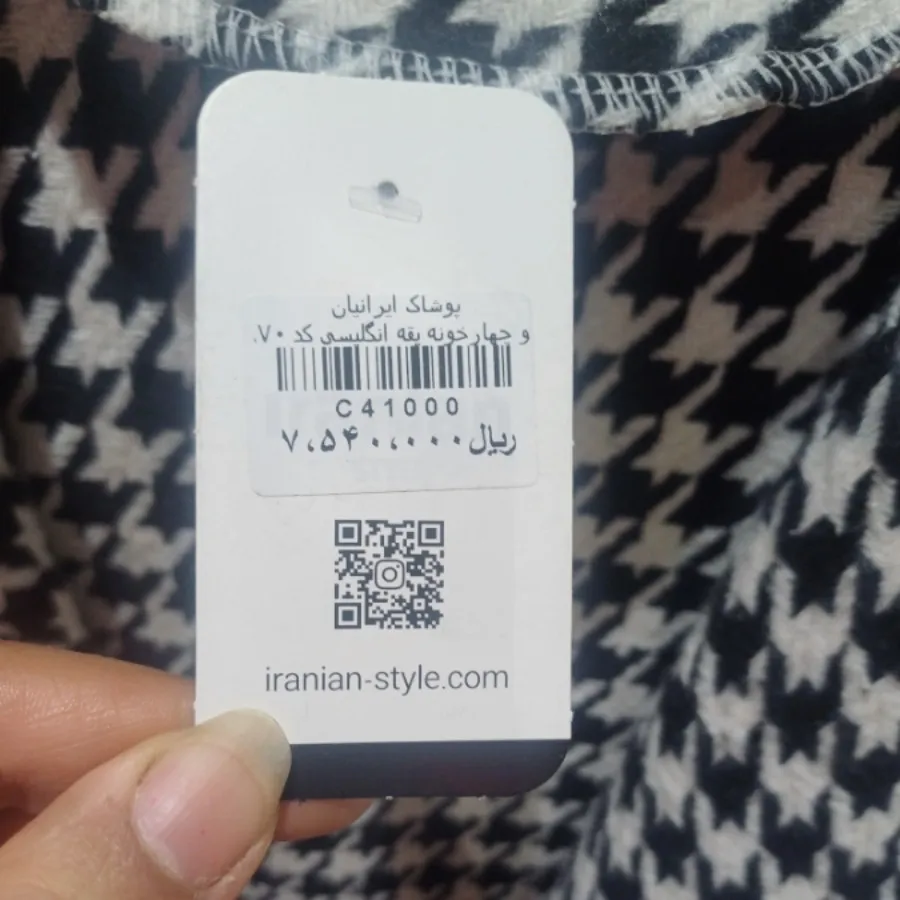 پوشاک ایرانیان
و چهارخونه یقه انگلیسی کد ۷۰.
C41000
۷،۵۴۰،۰۰۰ ریال
iranian-style.com